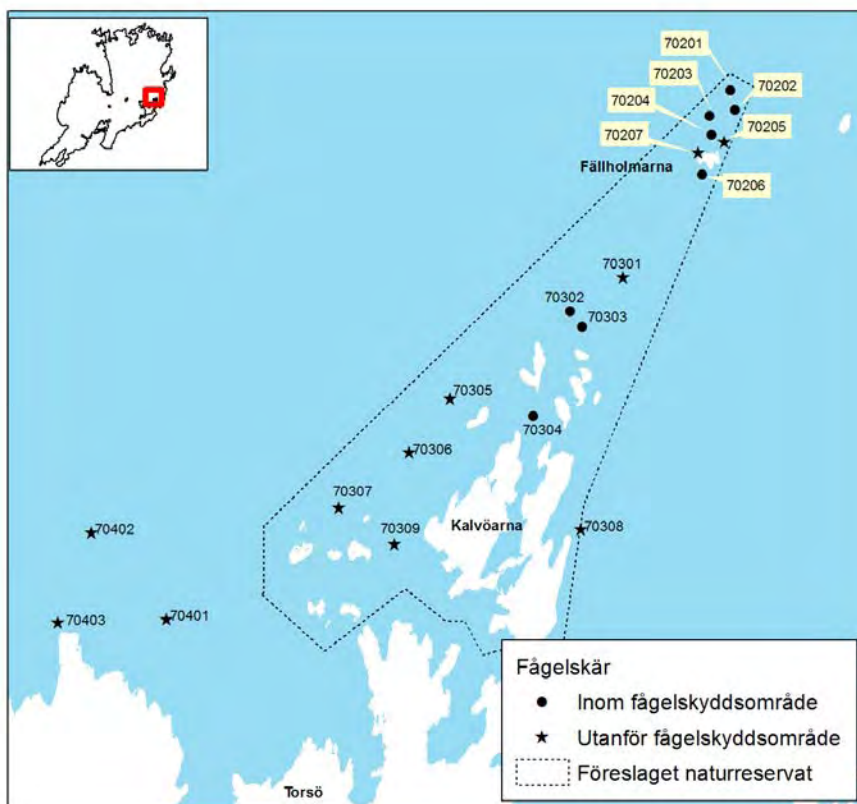 70201
70203
70202
70204
70205
70207
Fällholmarna
70206
70301
70302
70303
70305
70304
70306
70307
70309
Kalvöarna
70308
70402
70403
70401
Torsö
Fågelskär
Inom fågelskyddsområde
Utanför fågelskyddsområde
Föreslaget naturreservat